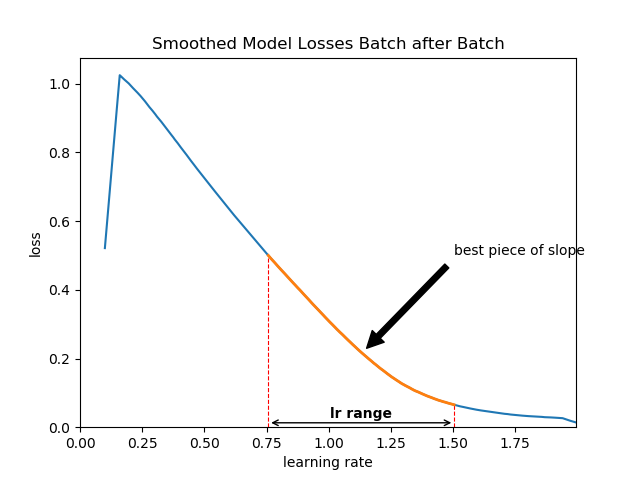 Smoothed Model Losses Batch after Batch
1.0
0.8
0.6
0.4
0.2
0.0
loss
best piece of slope
lr range
0.00 0.25 0.50 0.75 1.00 1.25 1.50 1.75
learning rate